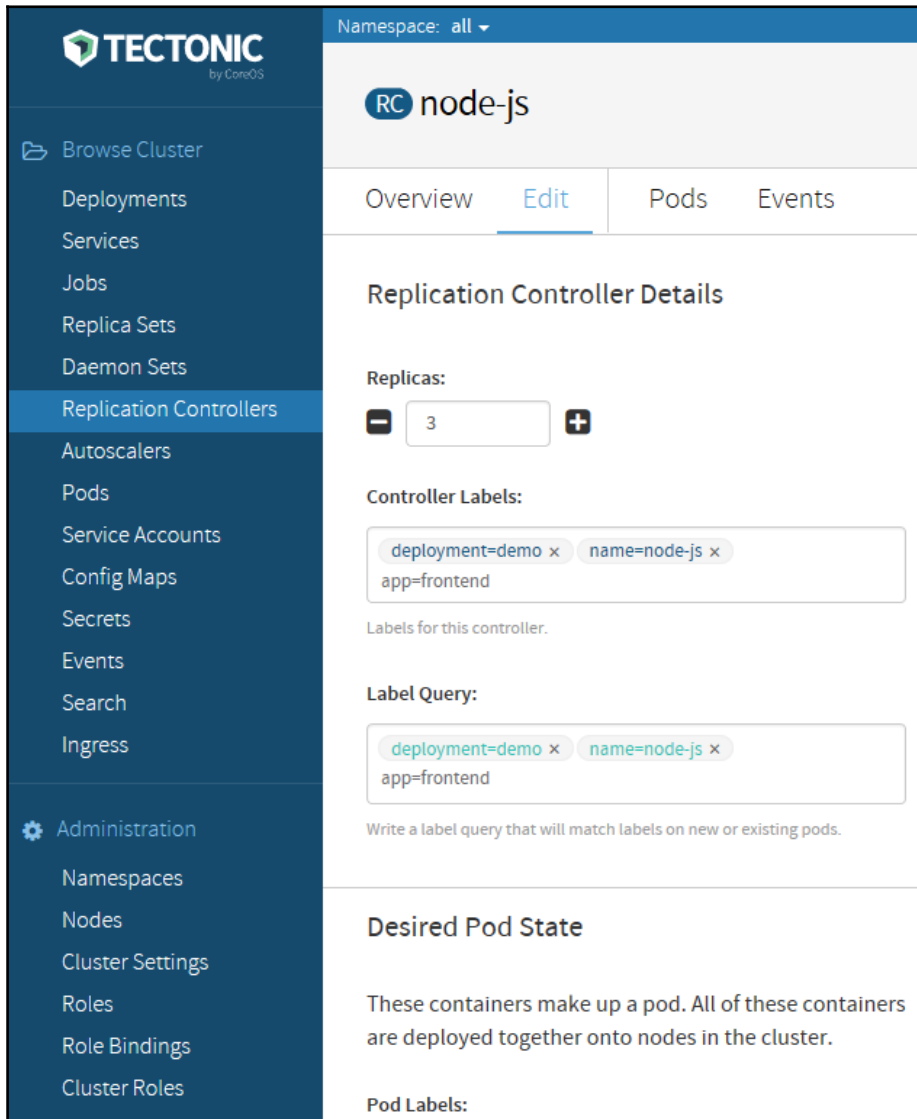 TECTONIC
by CoreOS
Browse Cluster
Deployments
Services
Jobs
Replica Sets
Daemon Sets
Replication Controllers
Autoscalers
Pods
Service Accounts
Config Maps
Secrets
Events
Search
Ingress
Administration
Namespaces
Nodes
Cluster Settings
Roles
Role Bindings
Cluster Roles
Namespace: all
RC node-js
Overview Edit Pods Events
Replication Controller Details
Replicas:
3
Controller Labels:
deployment=demo × name=node-js ×
app=frontend
Labels for this controller.
Label Query:
deployment=demo × name=node-js ×
app=frontend
Write a label query that will match labels on new or existing pods.
Desired Pod State
These containers make up a pod. All of these containers
are deployed together onto nodes in the cluster.
Pod Labels: